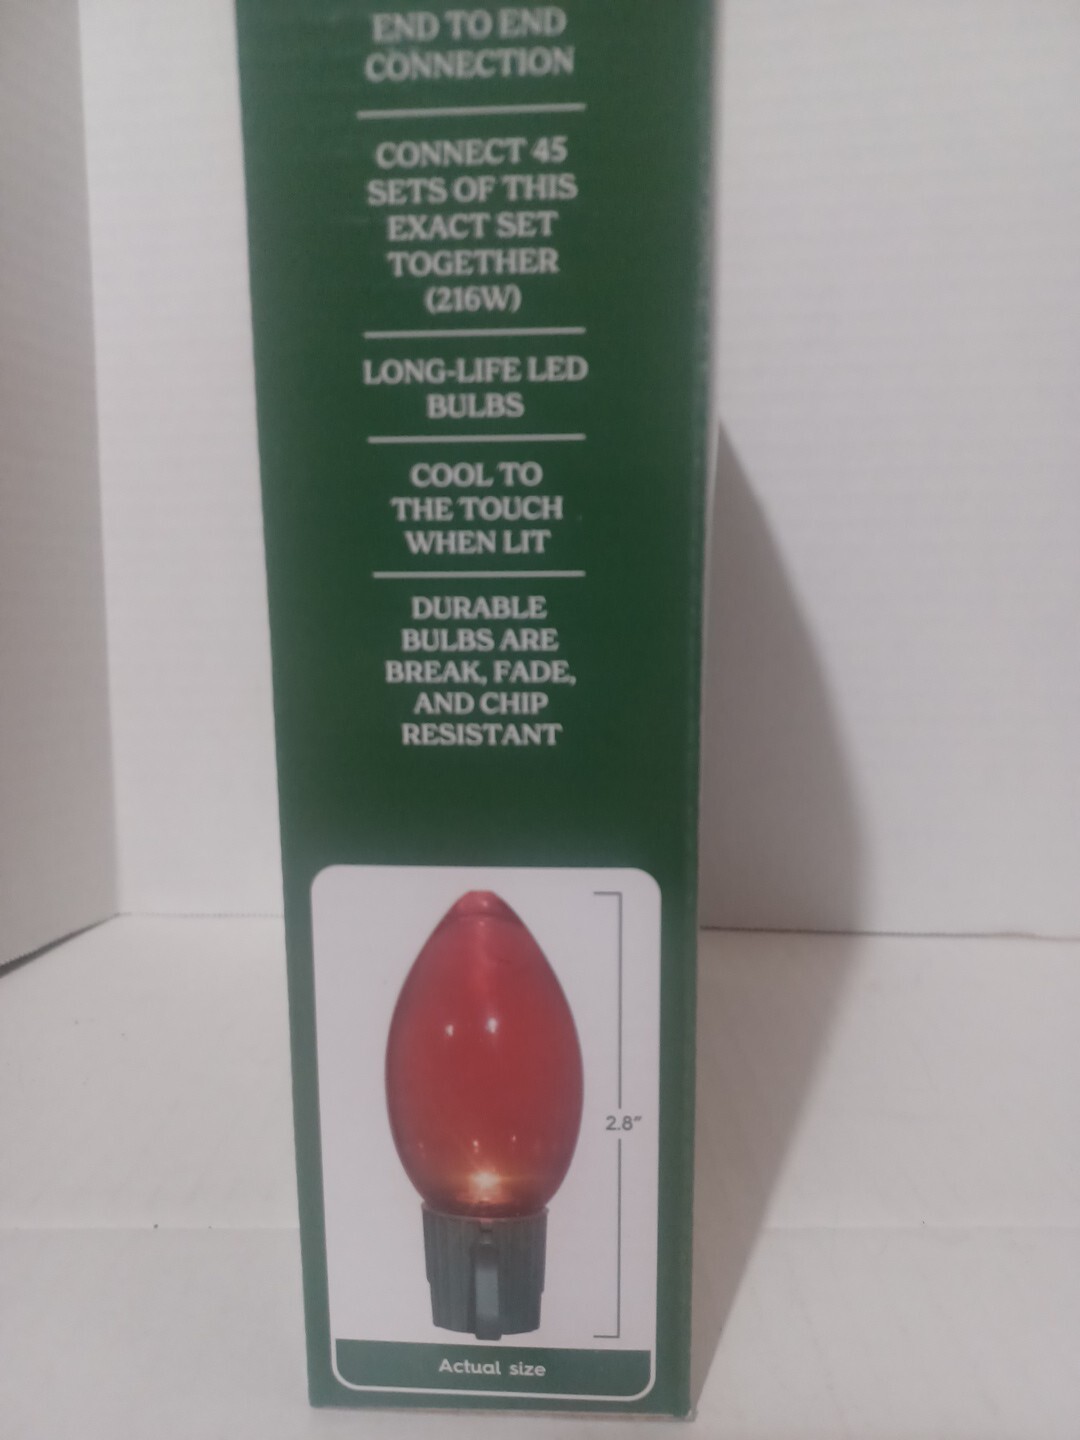 END TO END
CONNECTION
CONNECT 45
SETS OF THIS
EXACT SET
TOGETHER
(216W)
LONG-LIFE LED
BULBS
COOL TO
THE TOUCH
WHEN LIT
DURABLE
BULBS ARE
BREAK, FADE,
AND CHIP
RESISTANT
2.8"
Actual size